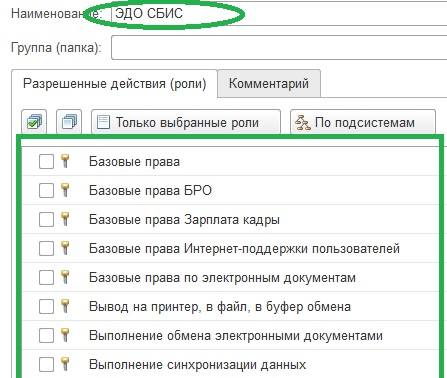 Наименование: ЭДО СБИС
Группа (папка):
Разрешенные действия (роли) Комментарий
Только выбранные роли По подсистемам
Базовые права
Базовые права БРО
Базовые права Зарплата кадры
Базовые права Интернет-поддержки пользователей
Базовые права по электронным документам
Вывод на принтер, в файл, в буфер обмена
Выполнение обмена электронными документами
Выполнение синхронизации данных